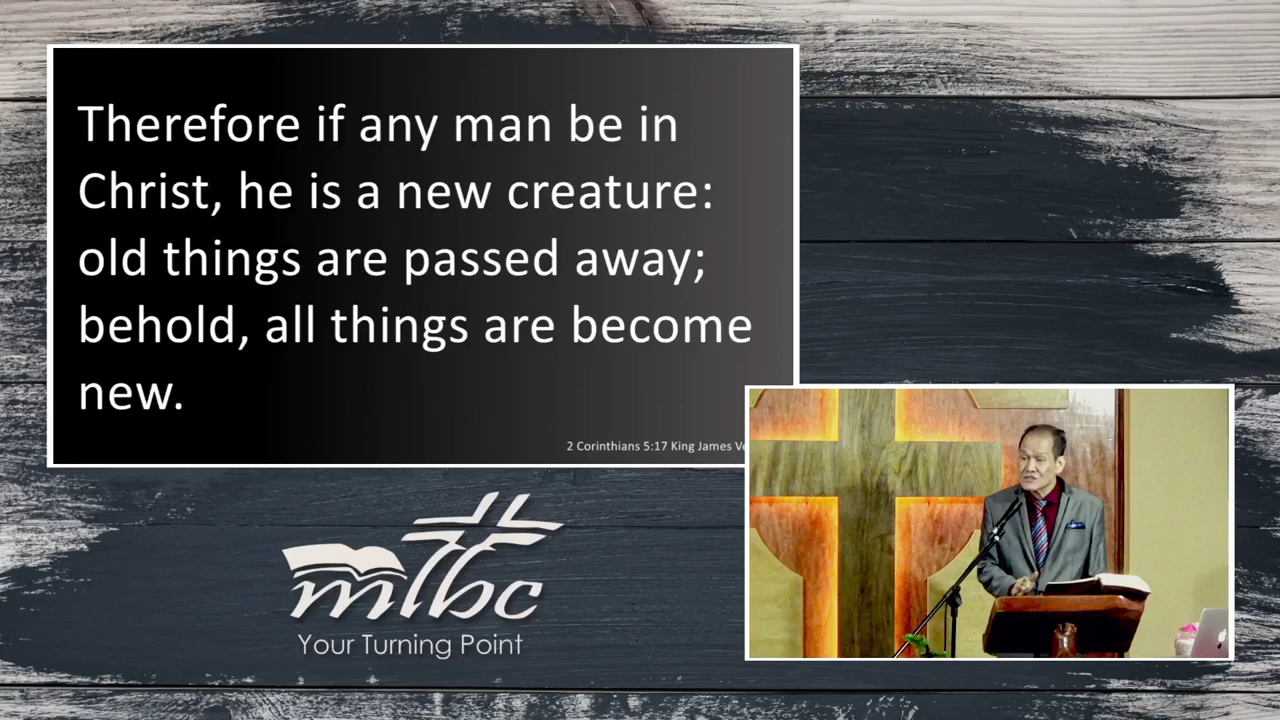 Therefore if any man be in
Christ, he is a new creature:
old things are passed away;
behold, all things are become
new.
2 Corinthians 5:17 King James
mlbc
Your Turning Point